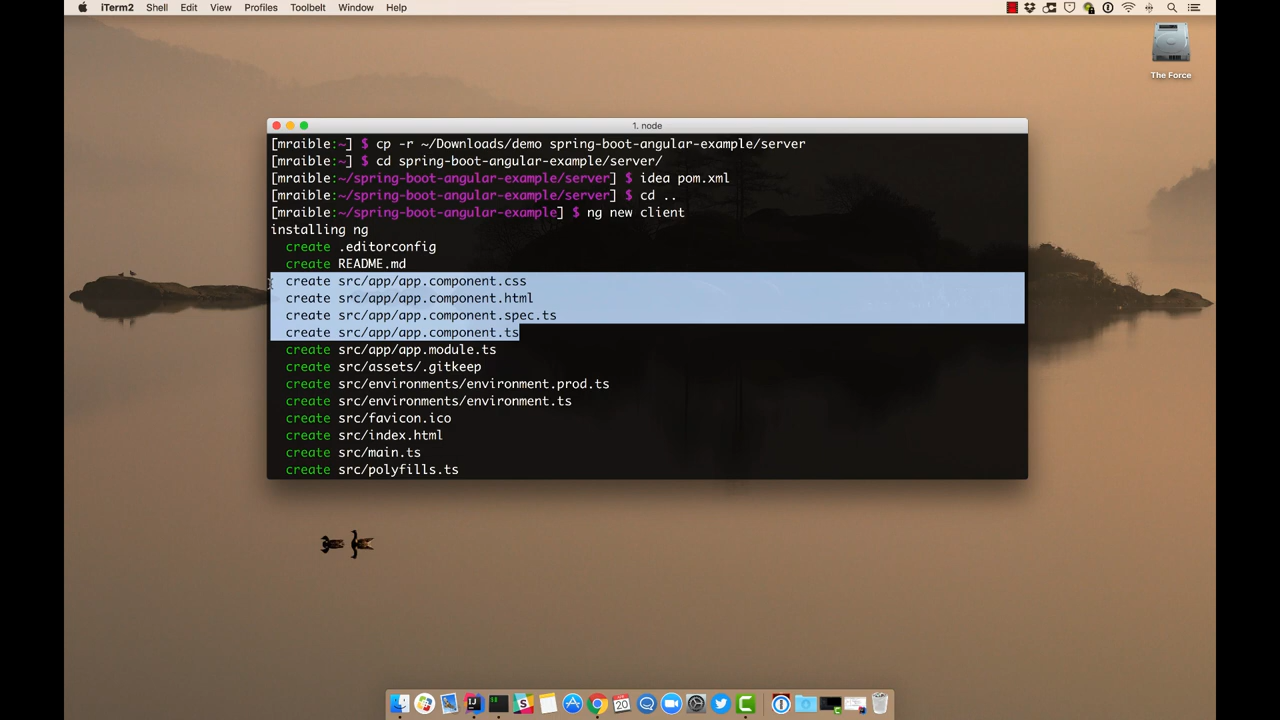 iTerm2 Shell Edit View Profiles Toolbelt Window Help
The Force
1. node
[mraible:~] $ cp -r ~/Downloads/demo spring-boot-angular-example/server
[mraible:~] $ cd spring-boot-angular-example/server/
[mraible:~/spring-boot-angular-example/server] $ idea pom.xml
[mraible:~/spring-boot-angular-example/server] $ cd ..
[mraible:~/spring-boot-angular-example] $ ng new client
installing ng
create .editorconfig
create README.md
create src/app/app.component.css
create src/app/app.component.html
create src/app/app.component.spec.ts
create src/app/app.component.ts
create src/app/app.module.ts
create src/assets/.gitkeep
create src/environments/environment.prod.ts
create src/environments/environment.ts
create src/favicon.ico
create src/index.html
create src/main.ts
create src/polyfills.ts
20